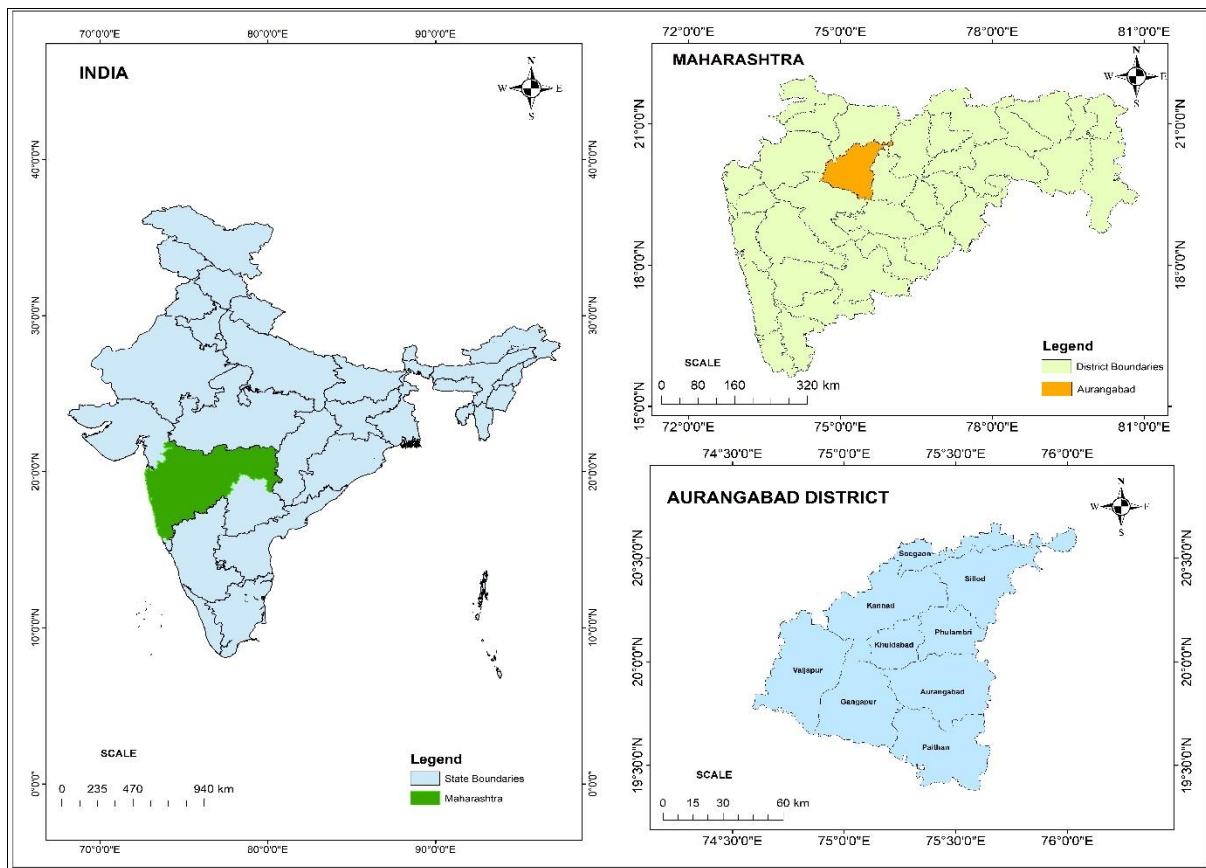 70°0'0"E 80°0'0"E 90°0'0"E
INDIA
N
W E
S
40°0'0"N 40°0'0"N
30°0'0"N 30°0'0"N
20°0'0"N 20°0'0"N
10°0'0"N 10°0'0"N
0°0'0" 0°0'0"
SCALE
0 235 470 940 km
Legend
State Boundaries
Maharashtra
70°0'0"E 80°0'0"E 90°0'0"E
72°0'0"E 75°0'0"E 78°0'0"E 81°0'0"E
MAHARASHTRA
N
W E
S
21°0'0"N 21°0'0"N
18°0'0"N 18°0'0"N
15°0'0"N 15°0'0"N
SCALE
0 80 160 320 km
Legend
District Boundaries
Aurangabad
72°0'0"E 75°0'0"E 78°0'0"E 81°0'0"E
74°30'0"E 75°0'0"E 75°30'0"E 76°0'0"E
AURANGABAD DISTRICT
N
W E
S
20°30'0"N 20°30'0"N
20°0'0"N 20°0'0"N
19°30'0"N 19°30'0"N
Soegaon
Sillod
Kannad
Phulambri
Khuldabad
Vaijapur
Gangapur
Aurangabad
Paithan
SCALE
0 15 30 60 km
74°30'0"E 75°0'0"E 75°30'0"E 76°0'0"E